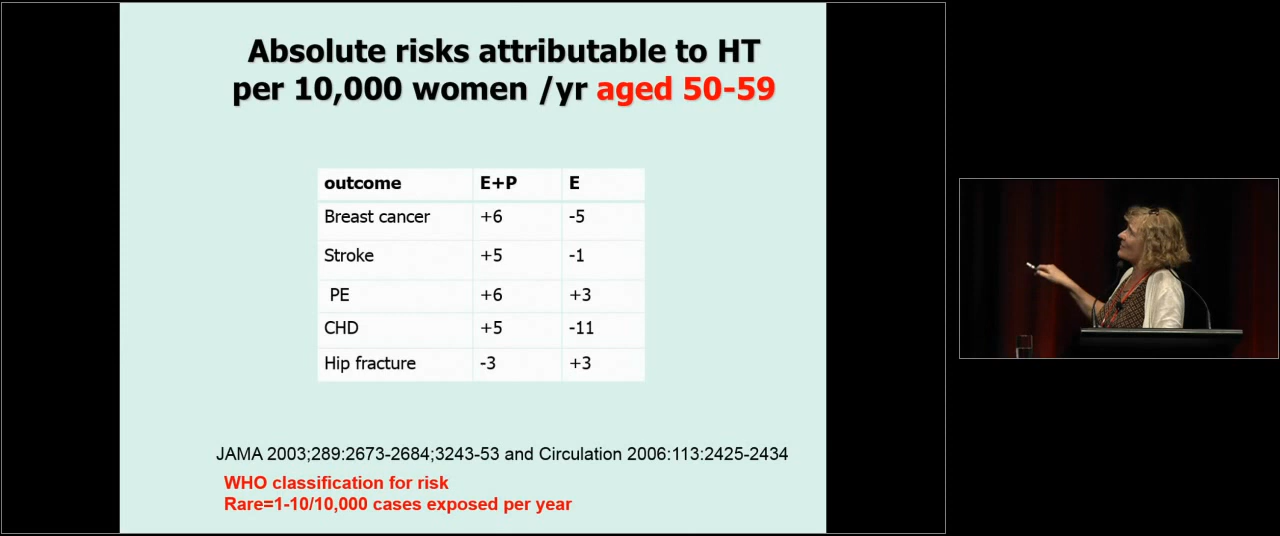 Absolute risks attributable to HT
per 10,000 women /yr aged 50-59
outcome E+P E
Breast cancer +6 -5
Stroke +5 -1
PE +6 +3
CHD +5 -11
Hip fracture -3 +3
JAMA 2003;289:2673-2684;3243-53 and Circulation 2006:113:2425-2434
WHO classification for risk
Rare=1-10/10,000 cases exposed per year